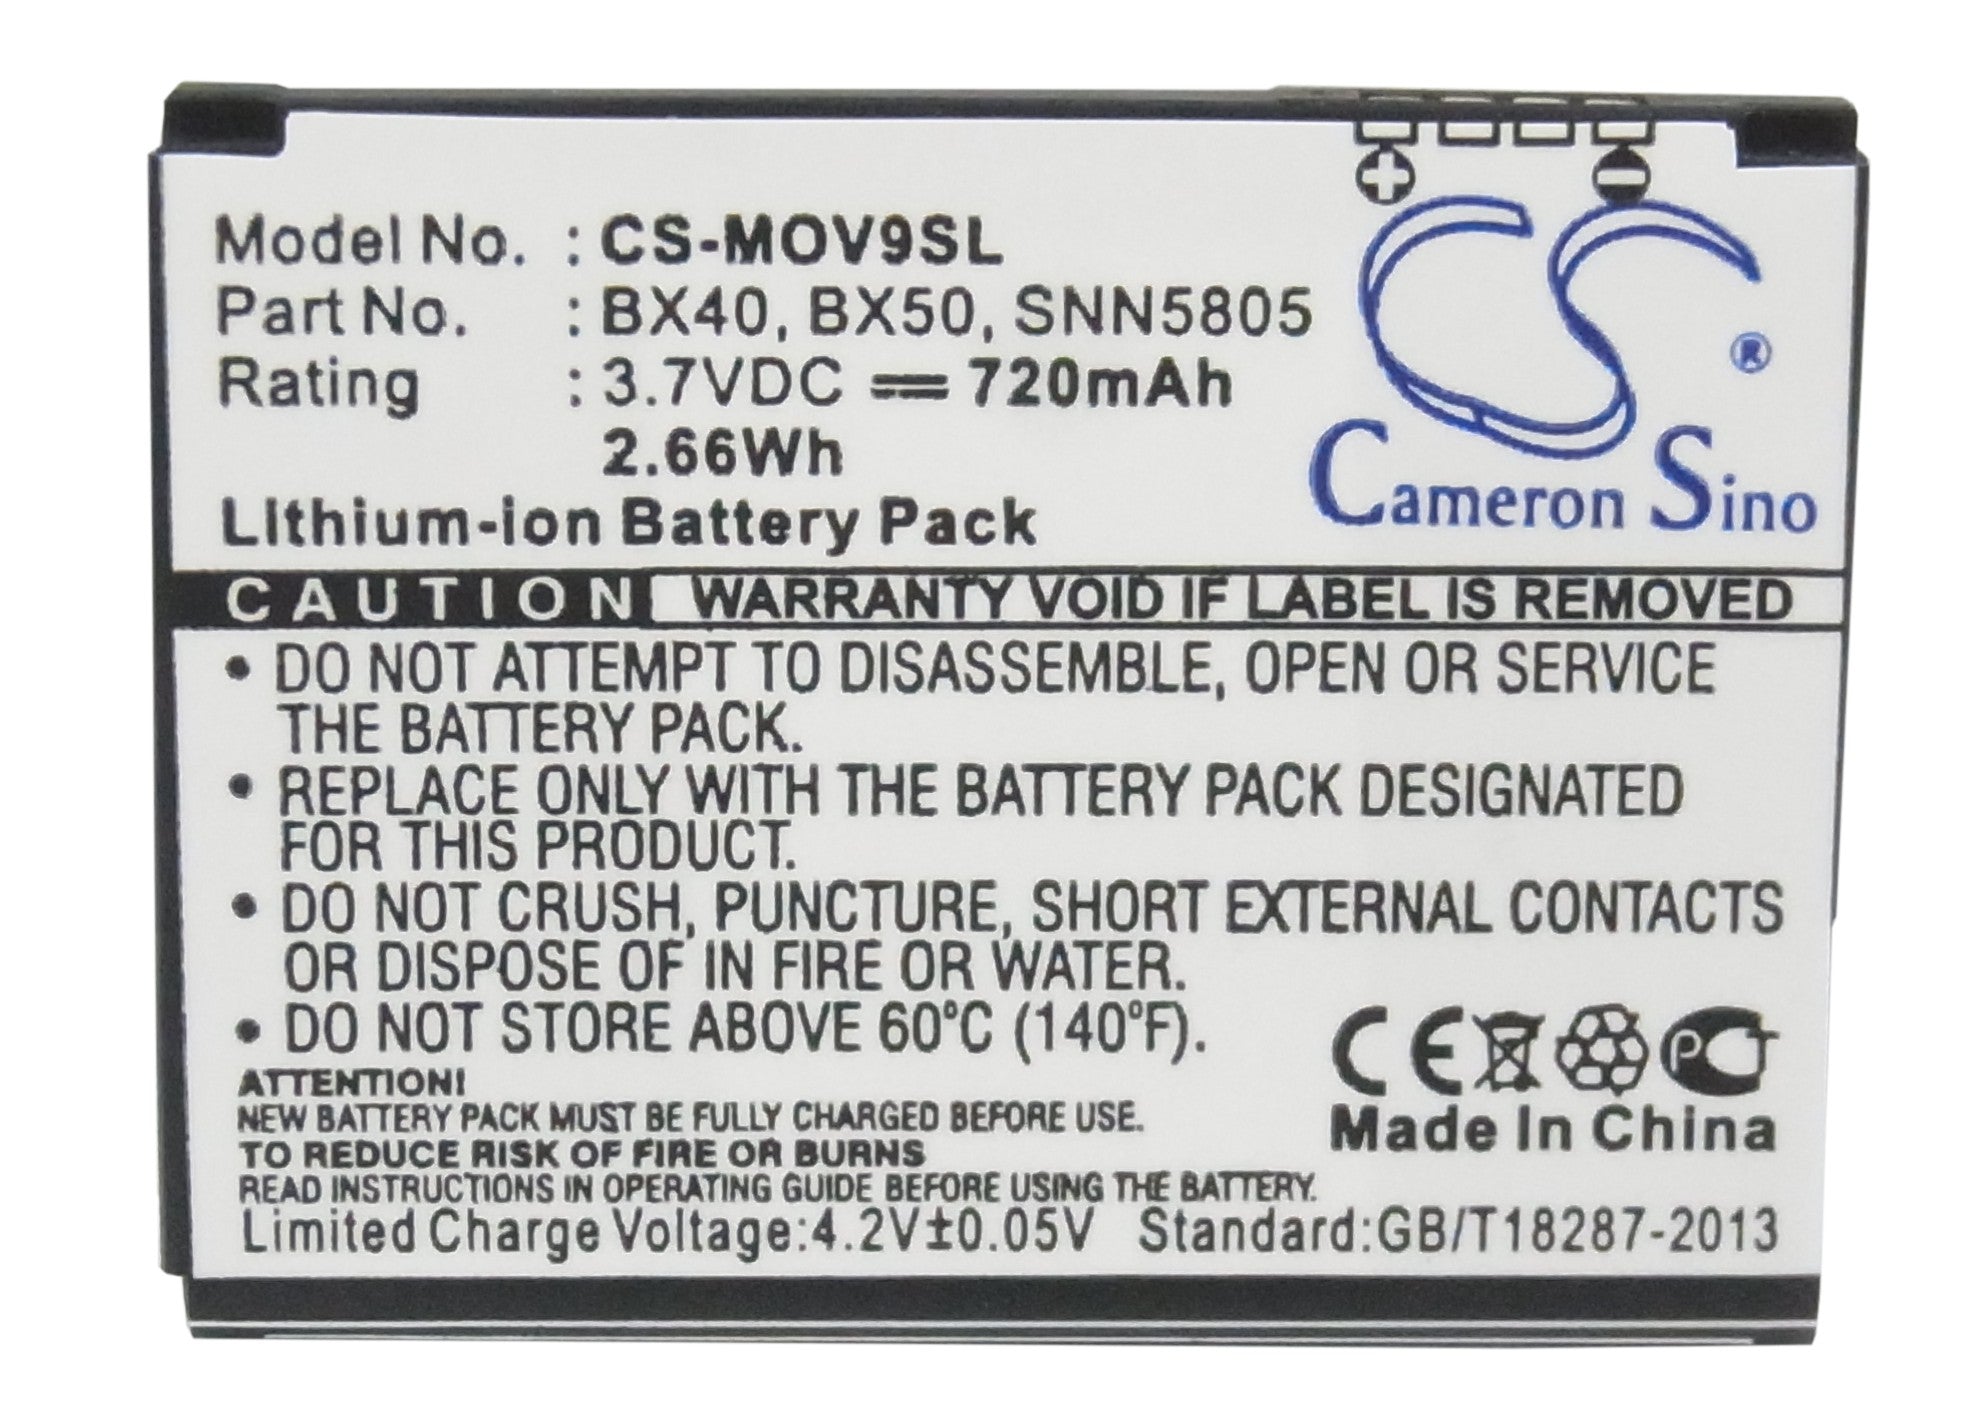 Model No. : CS-MOV9SL
Part No. : BX40, BX50, SNN5805
Rating : 3.7VDC ⎓ 720mAh
2.66Wh
Lithium-ion Battery Pack
CS ®
Cameron Sino
CAUTION WARRANTY VOID IF LABEL IS REMOVED
• DO NOT ATTEMPT TO DISASSEMBLE, OPEN OR SERVICE
THE BATTERY PACK.
• REPLACE ONLY WITH THE BATTERY PACK DESIGNATED
FOR THIS PRODUCT.
• DO NOT CRUSH, PUNCTURE, SHORT EXTERNAL CONTACTS
OR DISPOSE OF IN FIRE OR WATER.
• DO NOT STORE ABOVE 60°C (140°F).
ATTENTION!
NEW BATTERY PACK MUST BE FULLY CHARGED BEFORE USE.
TO REDUCE RISK OF FIRE OR BURNS
READ INSTRUCTIONS IN OPERATING GUIDE BEFORE USING THE BATTERY.
CE PCT
Made In China
Limited Charge Voltage:4.2V±0.05V Standard:GB/T18287-2013